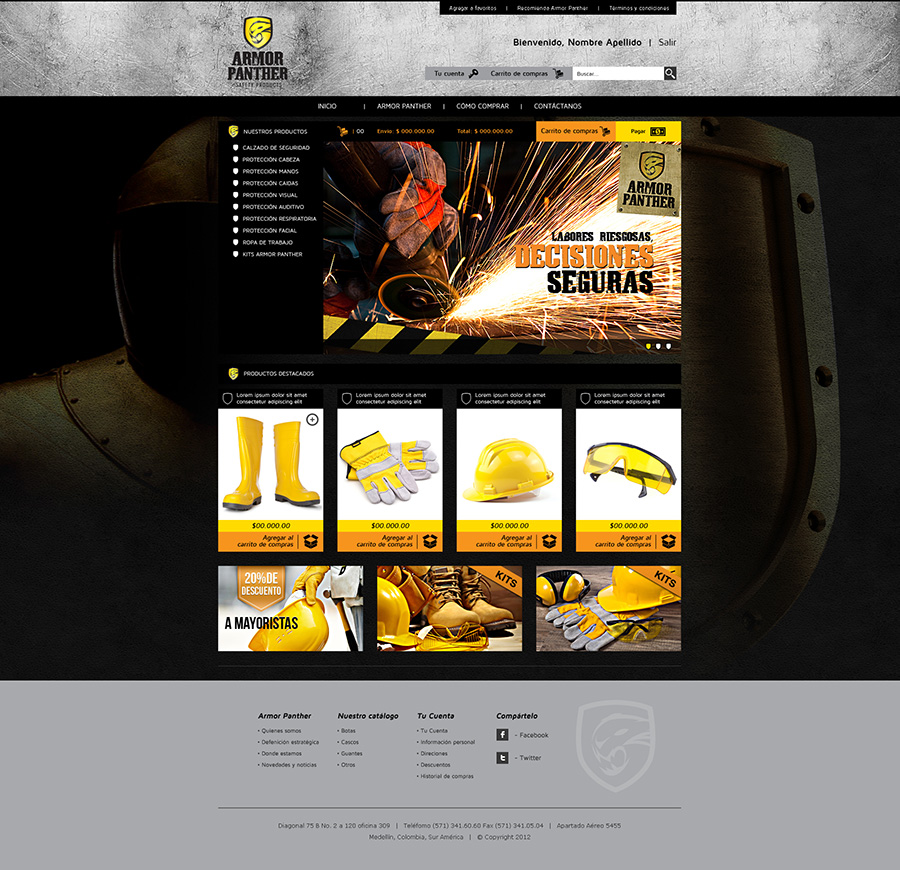 Agregar a favoritos | Recomienda Armor Panther | Términos y condiciones
ARMOR
PANTHER
SAFETY PRODUCTS
Bienvenido, Nombre Apellido | Salir
Tu cuenta
Carrito de compras
Buscar...
INICIO | ARMOR PANTHER | CÓMO COMPRAR | CONTÁCTANOS
NUESTROS PRODUCTOS
| 00
Envio: $ 000.000.00
Total: $ 000.000.00
Carrito de compras
Pagar
CALZADO DE SEGURIDAD
PROTECCIÓN CABEZA
PROTECCIÓN MANOS
PROTECCIÓN CAIDAS
PROTECCIÓN VISUAL
PROTECCIÓN AUDITIVO
PROTECCIÓN RESPIRATORIA
PROTECCIÓN FACIAL
ROPA DE TRABAJO
KITS ARMOR PANTHER
ARMOR
PANTHER
LABORES RIESGOSAS,
DECISIONES
SEGURAS
PRODUCTOS DESTACADOS
Lorem ipsum dolor sit amet
consectetur adipiscing elit
Lorem ipsum dolor sit amet
consectetur adipiscing elit
Lorem ipsum dolor sit amet
consectetur adipiscing elit
Lorem ipsum dolor sit amet
consectetur adipiscing elit
$00.000.00
$00.000.00
$00.000.00
$00.000.00
Agregar al
carrito de compras
Agregar al
carrito de compras
Agregar al
carrito de compras
Agregar al
carrito de compras
20% DE
DESCUENTO
A MAYORISTAS
KITS
KITS
Armor Panther
• Quienes somos
• Defenición estratégica
• Donde estamos
• Novedades y noticias
Nuestro catálogo
• Botas
• Cascos
• Guantes
• Otros
Tu Cuenta
• Tu Cuenta
• Información personal
• Direciones
• Descuentos
• Historial de compras
Compártelo
- Facebook
- Twitter
Diagonal 75 B No. 2 a 120 oficina 309 | Teléfomo (571) 341.60.60 Fax (571) 341.05.04 | Apartado Aéreo 5455
Medellín, Colombia, Sur América | © Copyright 2012